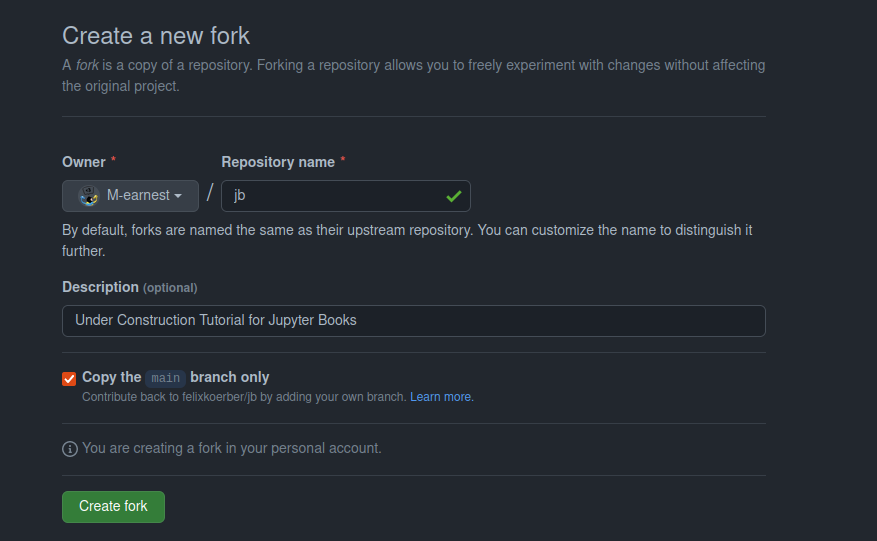 Create a new fork
A fork is a copy of a repository. Forking a repository allows you to freely experiment with changes without affecting
the original project.
Owner * Repository name *
M-earnest / jb
By default, forks are named the same as their upstream repository. You can customize the name to distinguish it
further.
Description (optional)
Under Construction Tutorial for Jupyter Books
Copy the main branch only
Contribute back to felixkoerber/jb by adding your own branch. Learn more.
You are creating a fork in your personal account.
Create fork